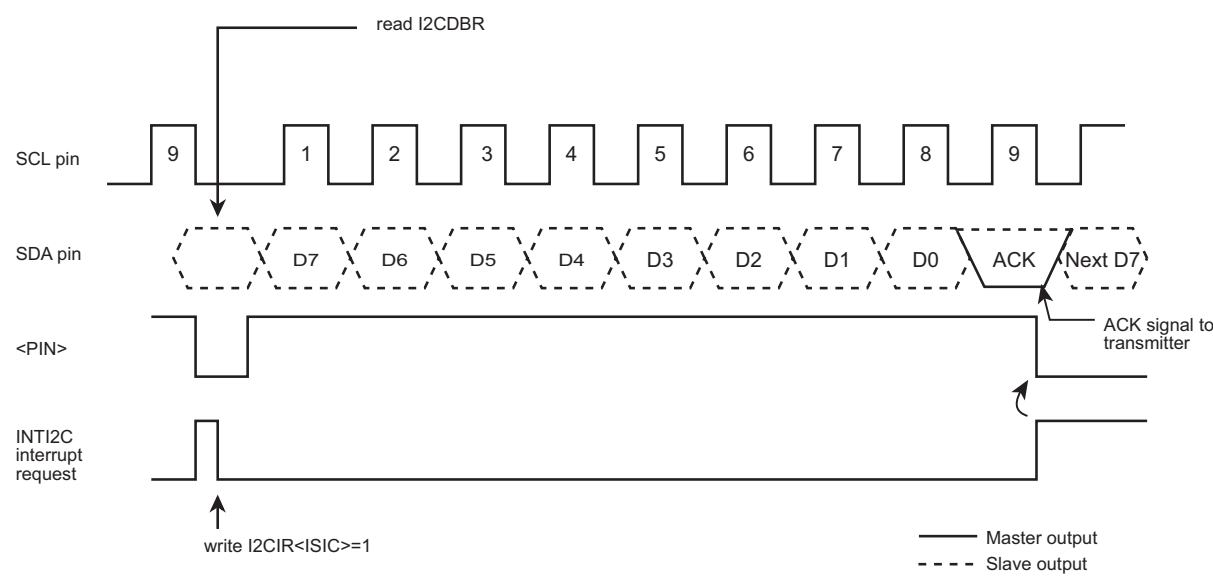 read I2CDBR
SCL pin
9 1 2 3 4 5 6 7 8 9
SDA pin
D7 D6 D5 D4 D3 D2 D1 D0 ACK Next D7
ACK signal to
transmitter
<PIN>
INTI2C
interrupt
request
write I2CIR<ISIC>=1
Master output
Slave output